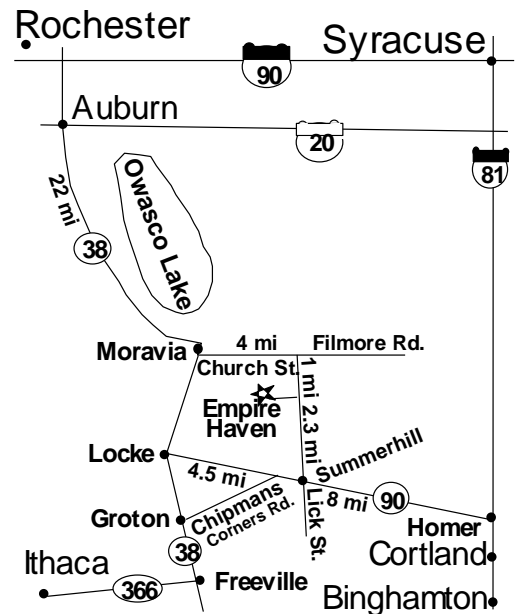 Rochester
Syracuse
90
Auburn
20
81
22 mi
Owasco Lake
38
Moravia
4 mi Filmore Rd.
Church St.
1 mi 2.3 mi
Empire
Haven
Locke
4.5 mi
Summerhill
Chipmans
Corners Rd.
Lick St.
8 mi
90
Groton
Homer
38
Ithaca
Cortland
366
Freeville
Binghamton